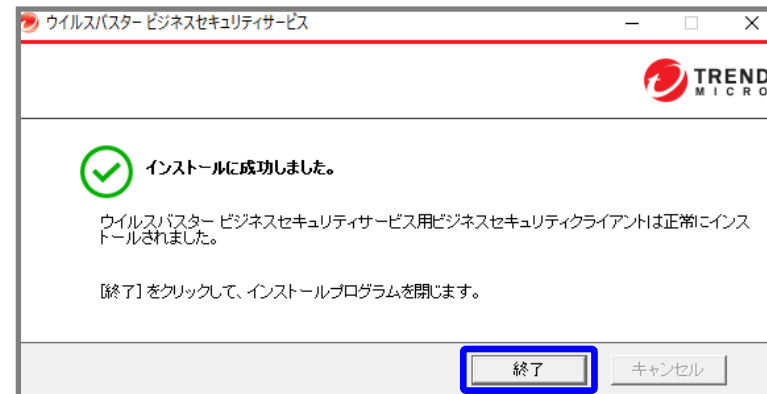 ウイルスバスター ビジネスセキュリティサービス
TREND
MICRO
インストールに成功しました。
ウイルスバスター ビジネスセキュリティサービス用ビジネスセキュリティクライアントは正常にインス
トールされました。
[終了] をクリックして、インストールプログラムを閉じます。
終了
キャンセル